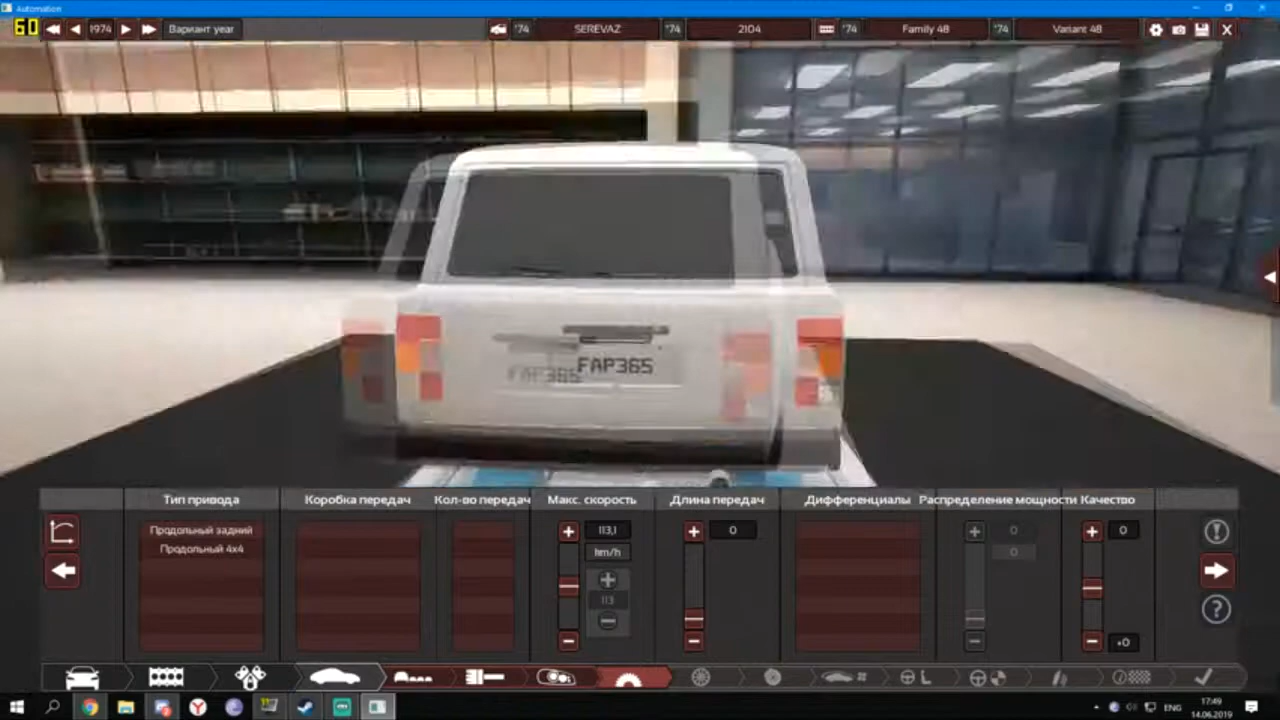 Automation
60
1974
Вариант year
'74
SEREVAZ
'74
2104
'74
Family 48
'74
Variant 48
X
FAP365
FAP365
Тип привода
Коробка передач
Кол-во передач
Макс. скорость
Длина передач
Дифференциалы
Распределение мощности
Качество
Продольный задний
Продольный 4x4
113,1
km/h
113
0
0
0
0
+0
17:49
ENG
14.06.2019